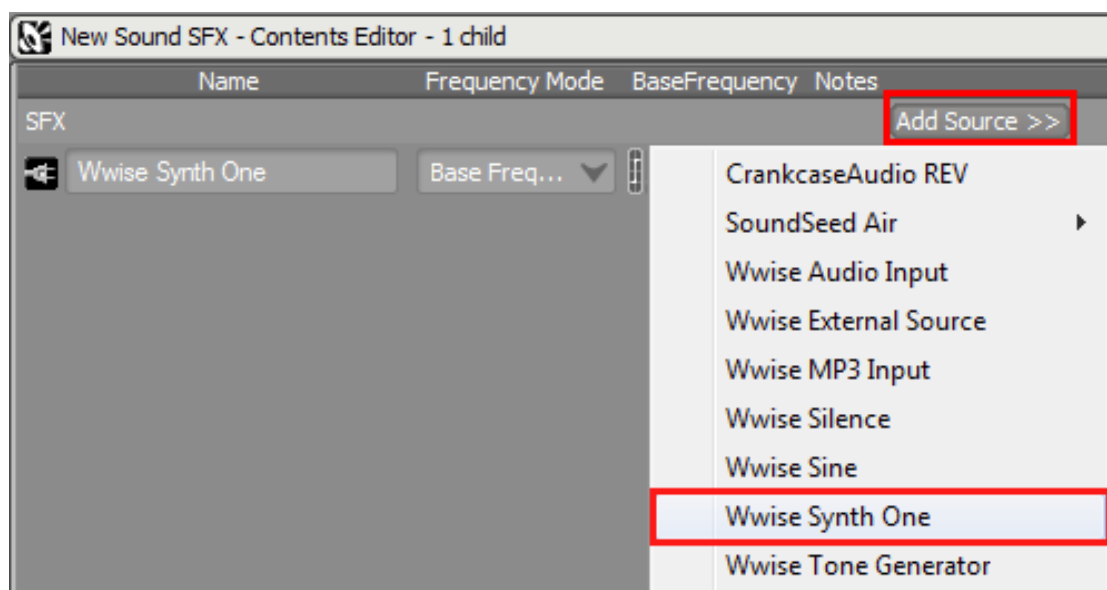 New Sound SFX - Contents Editor - 1 child
Name Frequency Mode BaseFrequency Notes
SFX Add Source >>
Wwise Synth One Base Freq...
CrankcaseAudio REV
SoundSeed Air
Wwise Audio Input
Wwise External Source
Wwise MP3 Input
Wwise Silence
Wwise Sine
Wwise Synth One
Wwise Tone Generator